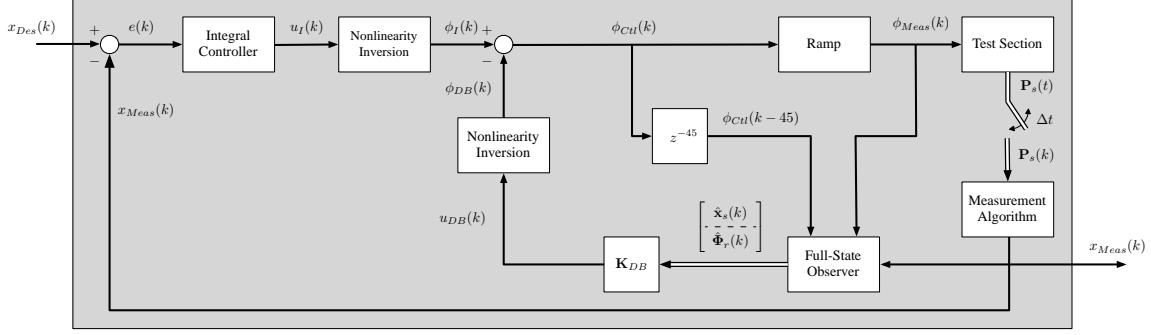 x_{Des}(k)
+
−
e(k)
Integral
Controller
u_I(k)
Nonlinearity
Inversion
ϕ_I(k)
+
−
ϕ_{Ctl}(k)
Ramp
ϕ_{Meas}(k)
Test Section
P_s(t)
Δt
P_s(k)
x_{Meas}(k)
ϕ_{DB}(k)
Nonlinearity
Inversion
z^{-45}
ϕ_{Ctl}(k − 45)
Measurement
Algorithm
u_{DB}(k)
x̂_s(k)
Φ̂_r(k)
K_{DB}
Full-State
Observer
x_{Meas}(k)